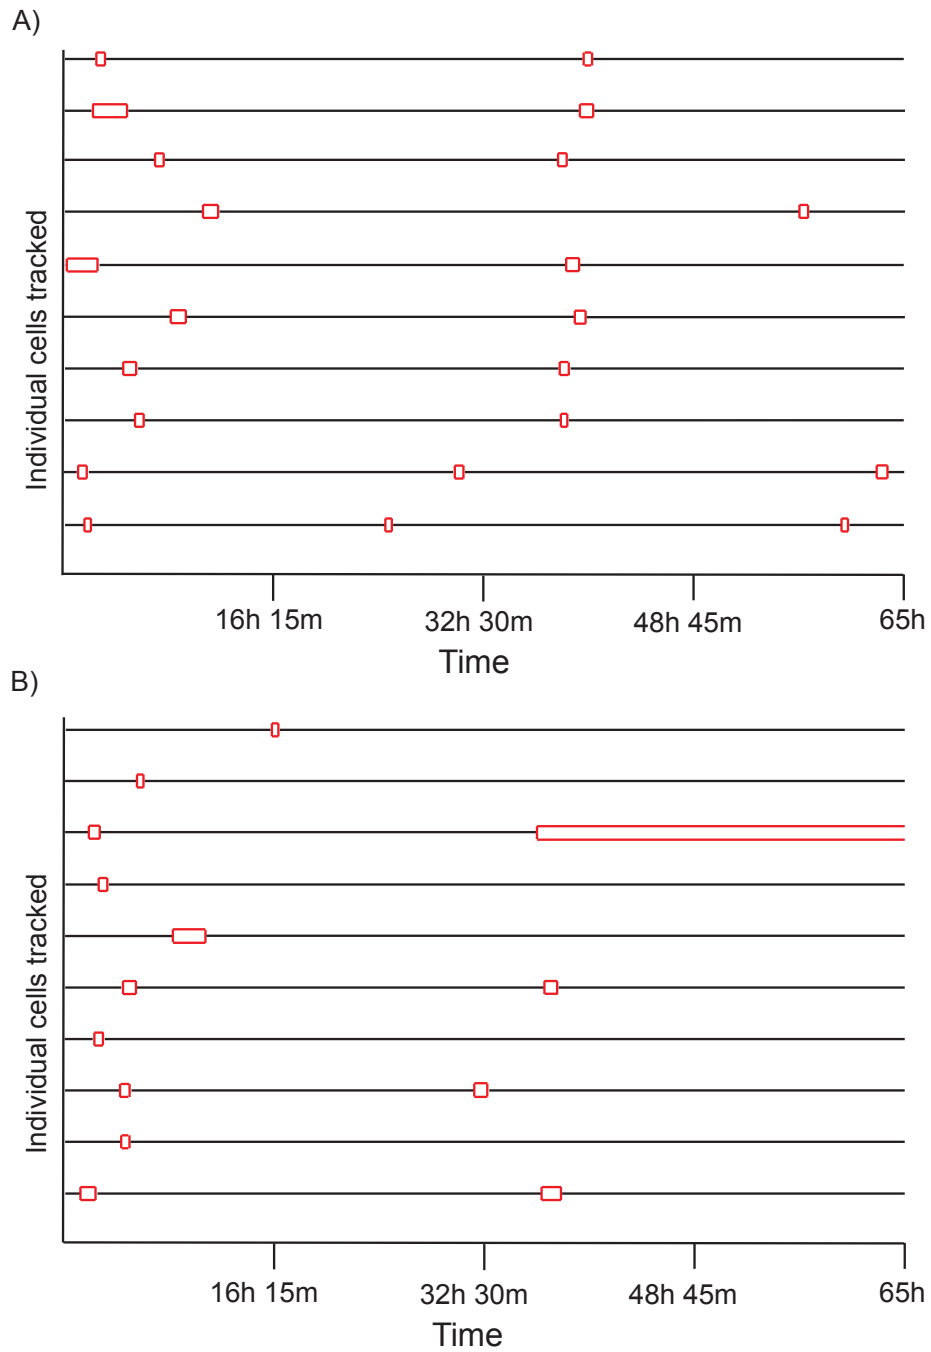 A)
Individual cells tracked
16h 15m
32h 30m
48h 45m
65h
Time
B)
Individual cells tracked
16h 15m
32h 30m
48h 45m
65h
Time